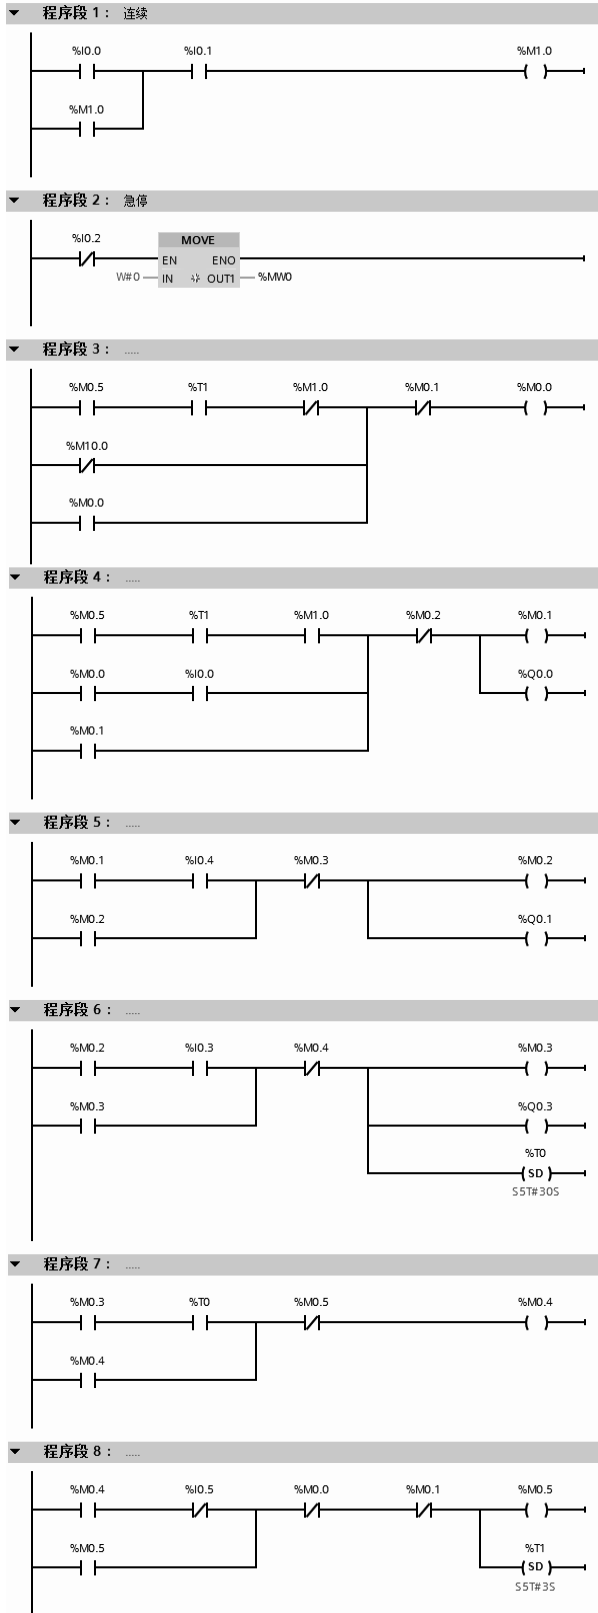 程序段 1： 连续
%I0.0 %I0.1 %M1.0
%M1.0
程序段 2： 急停
%I0.2
MOVE
EN ENO
W#0 IN OUT1 %MW0
程序段 3： .....
%M0.5 %T1 %M1.0 %M0.1 %M0.0
%M10.0
%M0.0
程序段 4： .....
%M0.5 %T1 %M1.0 %M0.2 %M0.1
%M0.0 %I0.0 %Q0.0
%M0.1
程序段 5： .....
%M0.1 %I0.4 %M0.3 %M0.2
%M0.2 %Q0.1
程序段 6： .....
%M0.2 %I0.3 %M0.4 %M0.3
%M0.3 %Q0.3
%T0
SD
S5T#30S
程序段 7： .....
%M0.3 %T0 %M0.5 %M0.4
%M0.4
程序段 8： .....
%M0.4 %I0.5 %M0.0 %M0.1 %M0.5
%M0.5 %T1
SD
S5T#3S